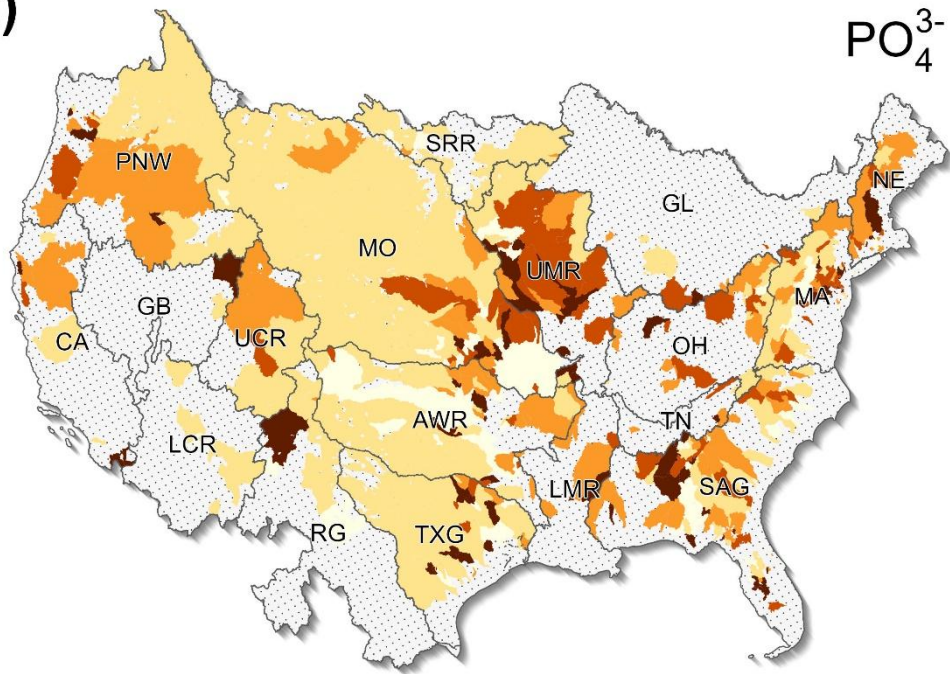 )
PO₄³⁻
SRR
PNW
NE
GL
MO
UMR
GB
MA
CA
UCR
OH
AWR
TN
LCR
LMR
SAG
RG
TXG